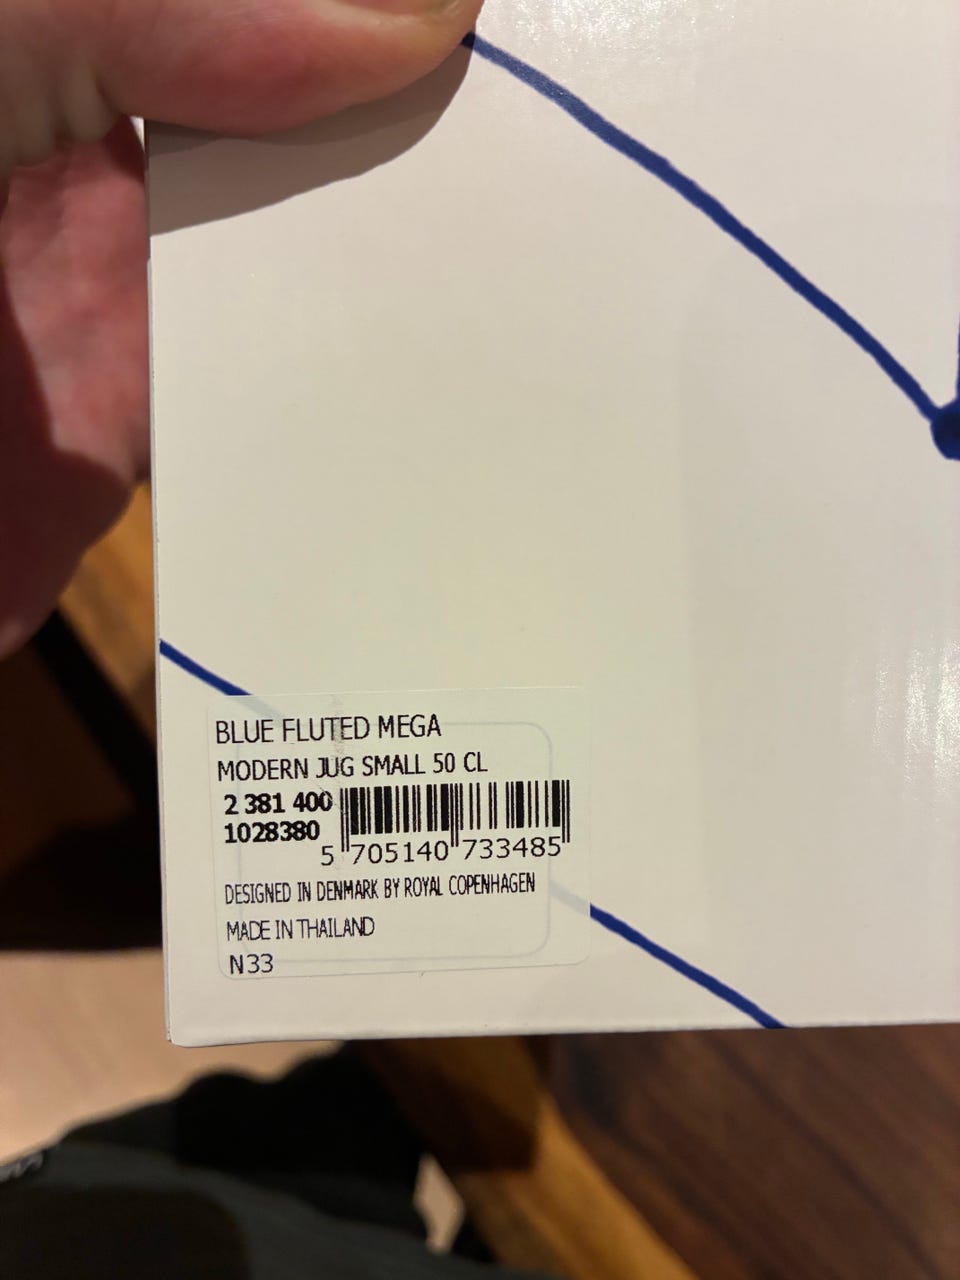 BLUE FLUTED MEGA
MODERN JUG SMALL 50 CL
2 381 400
1028380
5 705140 733485
DESIGNED IN DENMARK BY ROYAL COPENHAGEN
MADE IN THAILAND
N33